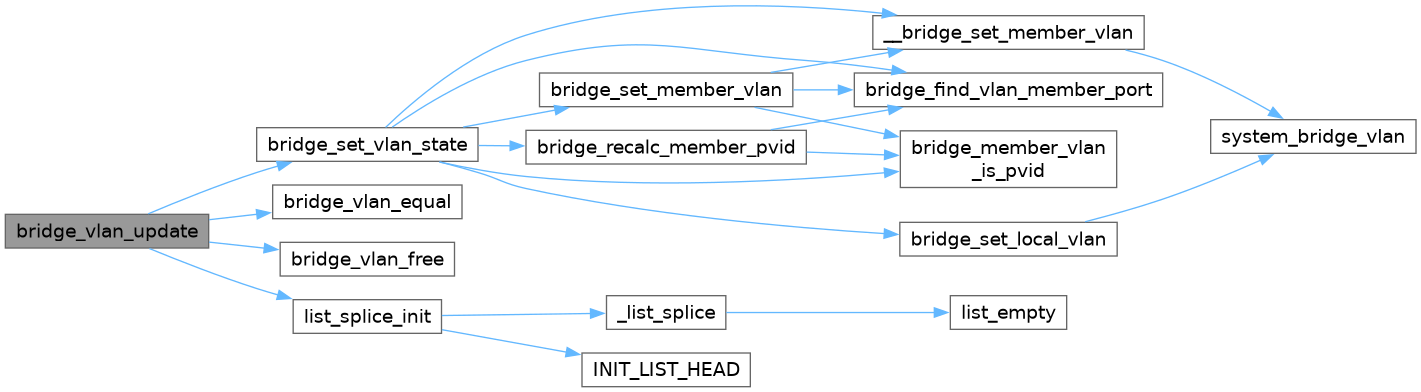 bridge_vlan_update
bridge_set_vlan_state
bridge_vlan_equal
bridge_vlan_free
list_splice_init
bridge_set_member_vlan
bridge_recalc_member_pvid
_list_splice
INIT_LIST_HEAD
__bridge_set_member_vlan
bridge_find_vlan_member_port
bridge_member_vlan
_is_pvid
bridge_set_local_vlan
list_empty
system_bridge_vlan